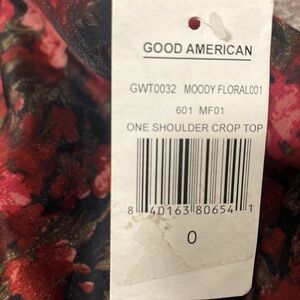 GOOD AMERICAN
GWT0032 MOODY FLORAL001
601 MF01
ONE SHOULDER CROP TOP
8 40163 80654 1
0